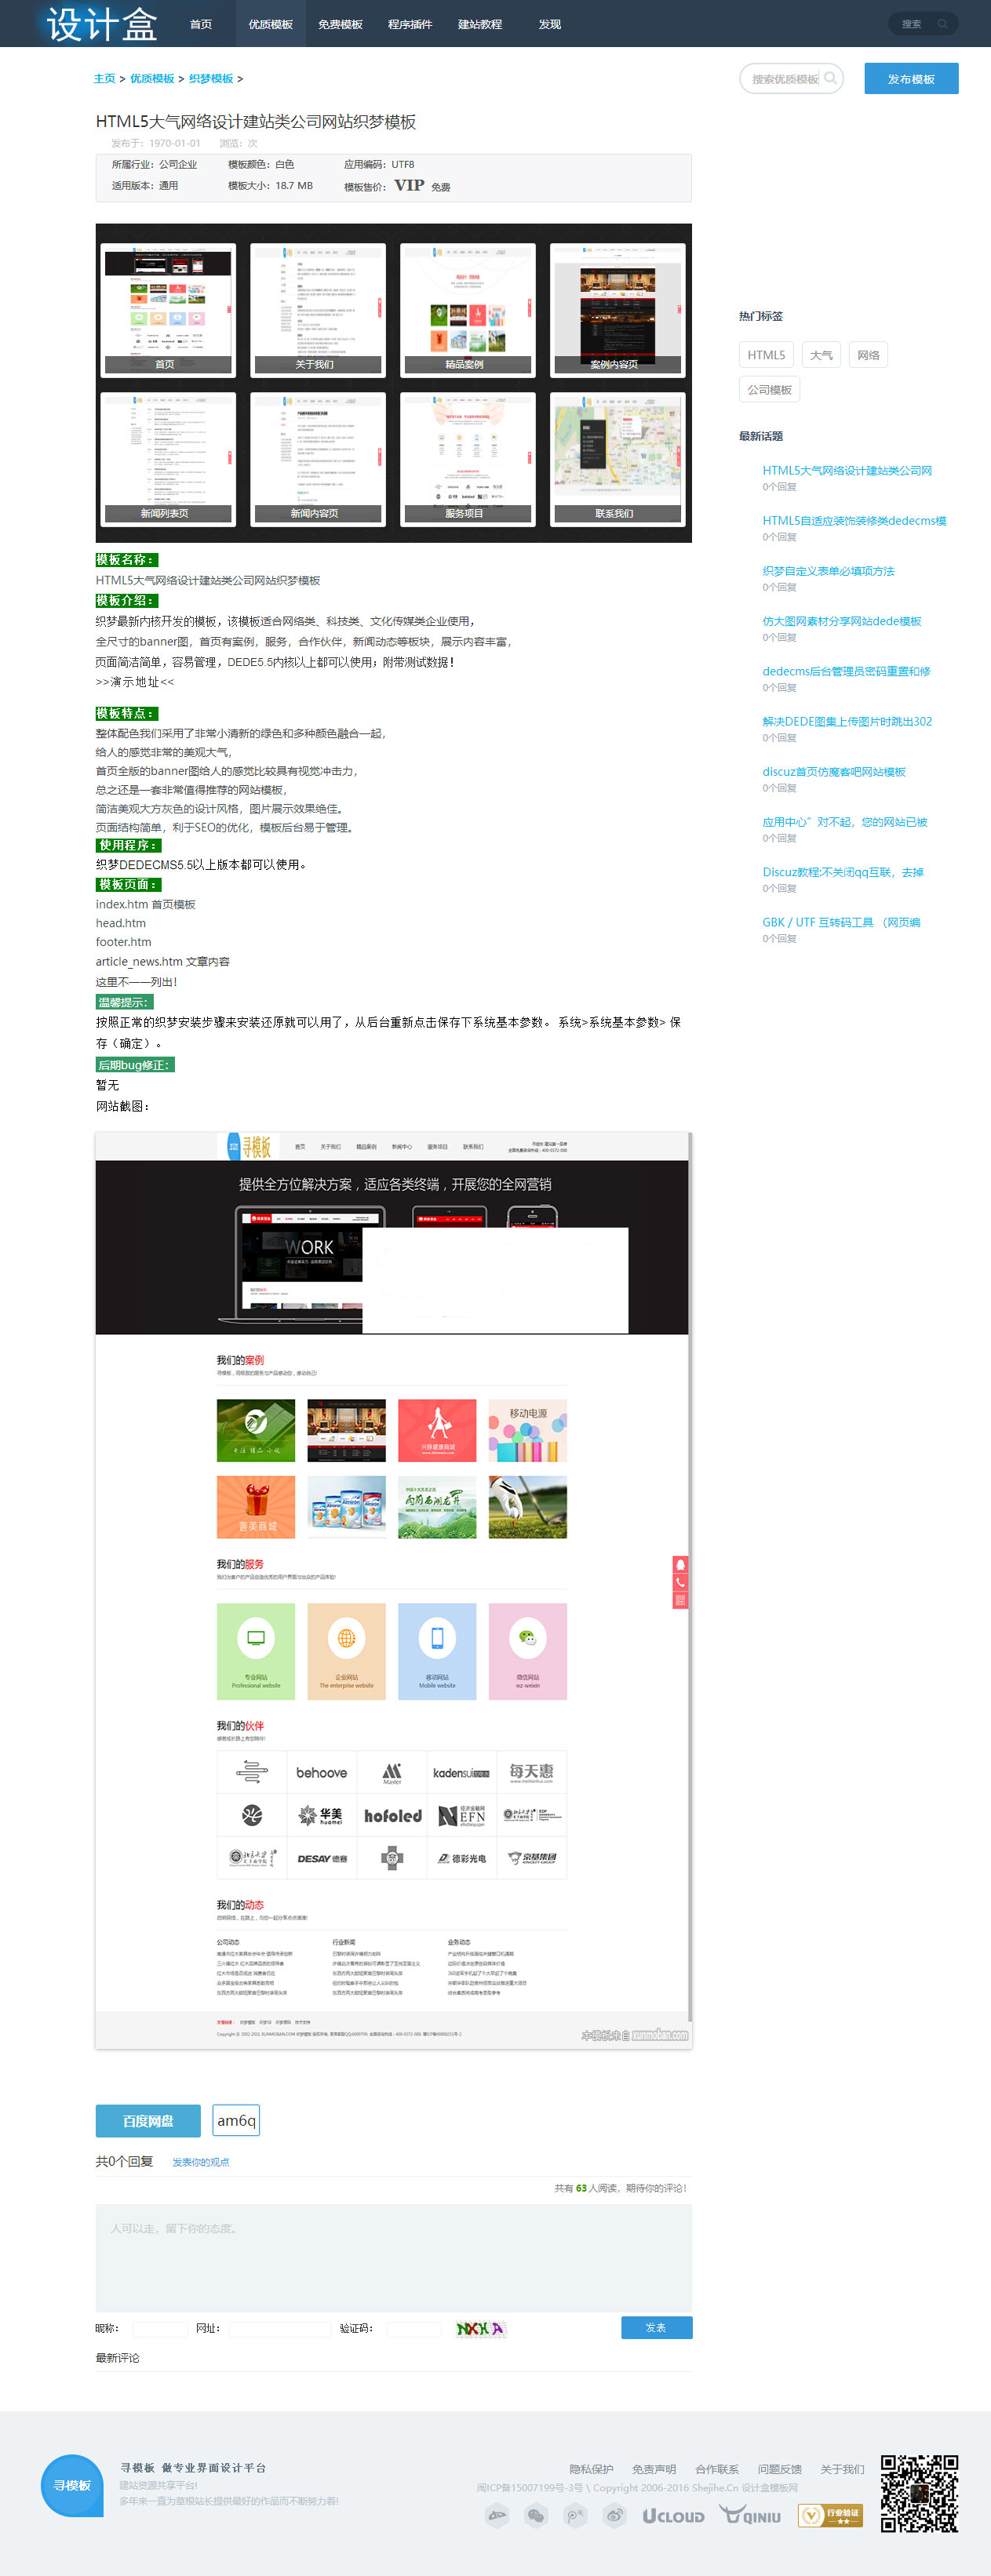 设计盒 首页 优质模板 免费模板 程序插件 建站教程 发现 搜索
主页 > 优质模板 > 织梦模板 >
搜索优质模板 发布模板
HTML5大气网络设计建站类公司网站织梦模板
发布于：1970-01-01 浏览：次
所属行业：公司企业 模板颜色：白色 应用编码：UTF8
适用版本：通用 模板大小：18.7 MB 模板售价： VIP 免费
首页 关于我们 精品案例 案例内容页
新闻列表页 新闻内容页 服务项目 联系我们
热门标签
HTML5 大气 网络
公司模板
最新话题
HTML5大气网络设计建站类公司网
0个回复
HTML5自适应装饰装修类dedecms模
0个回复
织梦自定义表单必填项方法
0个回复
仿大图网素材分享网站dede模板
0个回复
dedecms后台管理员密码重置和修
0个回复
解决DEDE图集上传图片时跳出302
0个回复
discuz首页仿魔客吧网站模板
0个回复
应用中心”对不起，您的网站已被
0个回复
Discuz教程:不关闭qq互联，去掉
0个回复
GBK / UTF 互转码工具 （网页编
0个回复
模板名称：
HTML5大气网络设计建站类公司网站织梦模板
模板介绍：
织梦最新内核开发的模板，该模板适合网络类、科技类、文化传媒类企业使用，
全尺寸的banner图，首页有案例，服务，合作伙伴，新闻动态等板块，展示内容丰富，
页面简洁简单，容易管理，DEDE5.5内核以上都可以使用；附带测试数据！
>>演示地址<<
模板特点：
整体配色我们采用了非常小清新的绿色和多种颜色融合一起，
给人的感觉非常的美观大气，
首页全版的banner图给人的感觉比较具有视觉冲击力，
总之还是一套非常值得推荐的网站模板，
简洁美观大方灰色的设计风格，图片展示效果绝佳。
页面结构简单，利于SEO的优化，模板后台易于管理。
使用程序：
织梦DEDECMS5.5以上版本都可以使用。
模板页面：
index.htm 首页模板
head.htm
footer.htm
article_news.htm 文章内容
这里不一一列出！
温馨提示：
按照正常的织梦安装步骤来安装还原就可以用了，从后台重新点击保存下系统基本参数。 系统>系统基本参数> 保
存（确定）。
后期bug修正：
暂无
网站截图：
寻模板 首页 关于我们 精品案例 新闻中心 服务项目 联系我们
提供全方位解决方案，适应各类终端，开展您的全网营销
WORK
我们的案例
移动电源
兴颐健康商城
善美商城
我们的服务
专业网站 企业网站 移动网站 微信网站
Professional website The enterprise website Mobile website wz-weixin
我们的伙伴
behoove Master kadensui 每天惠
华美 huamei hofoled EFN
DESAY 德赛 德彩光电 京基集团
我们的动态
公司动态 行业新闻 业务动态
本模板来自 xunmoban.com
百度网盘 am6q
共0个回复 发表你的观点
共有 63 人阅读，期待你的评论！
人可以走，留下你的态度。
昵称： 网址： 验证码： NXHA 发表
最新评论
寻模板
寻模板 做专业界面设计平台
建站资源共享平台!
多年来一直为草根站长提供最好的作品而不断努力着!
隐私保护 免责声明 合作联系 问题反馈 关于我们
闽ICP备15007199号-3号 \ Copyright 2006-2016 Shejihe.Cn 设计盒模板网
UCLOUD QINIU 行业验证